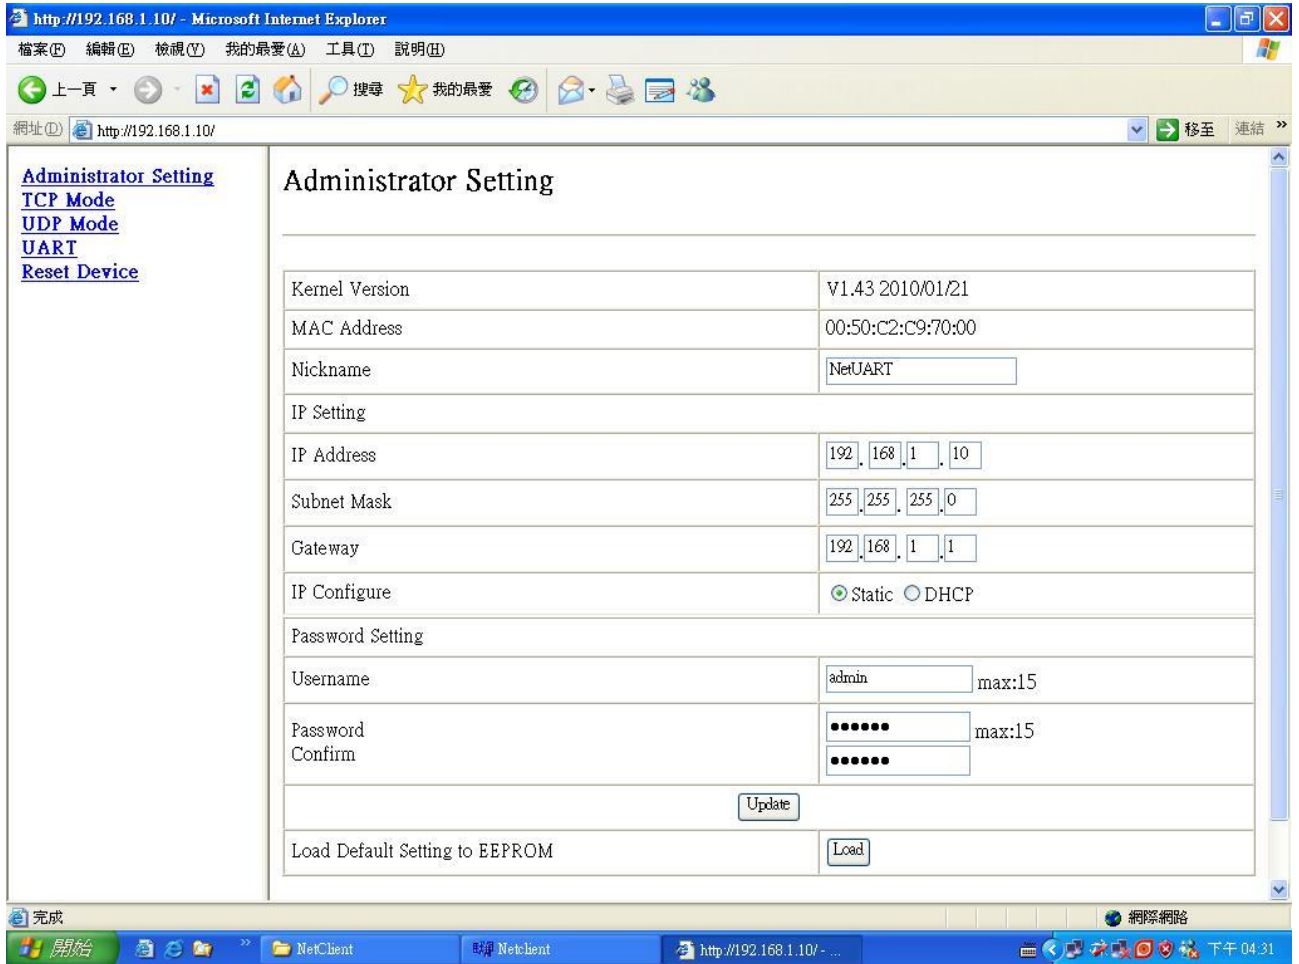 http://192.168.1.10/ - Microsoft Internet Explorer
檔案(F) 編輯(E) 檢視(V) 我的最愛(A) 工具(T) 說明(H)
上一頁 搜尋 我的最愛
網址(D) http://192.168.1.10/ 移至 連結 »
Administrator Setting
TCP Mode
UDP Mode
UART
Reset Device
Administrator Setting
Kernel Version V1.43 2010/01/21
MAC Address 00:50:C2:C9:70:00
Nickname NetUART
IP Setting
IP Address 192. 168. 1 . 10
Subnet Mask 255. 255. 255. 0
Gateway 192. 168. 1 . 1
IP Configure Static DHCP
Password Setting
Username admin max:15
Password •••••• max:15
Confirm ••••••
Update
Load Default Setting to EEPROM Load
完成 網際網路
開始 » NetClient Netclient http://192.168.1.10/ - ... 下午 04:31